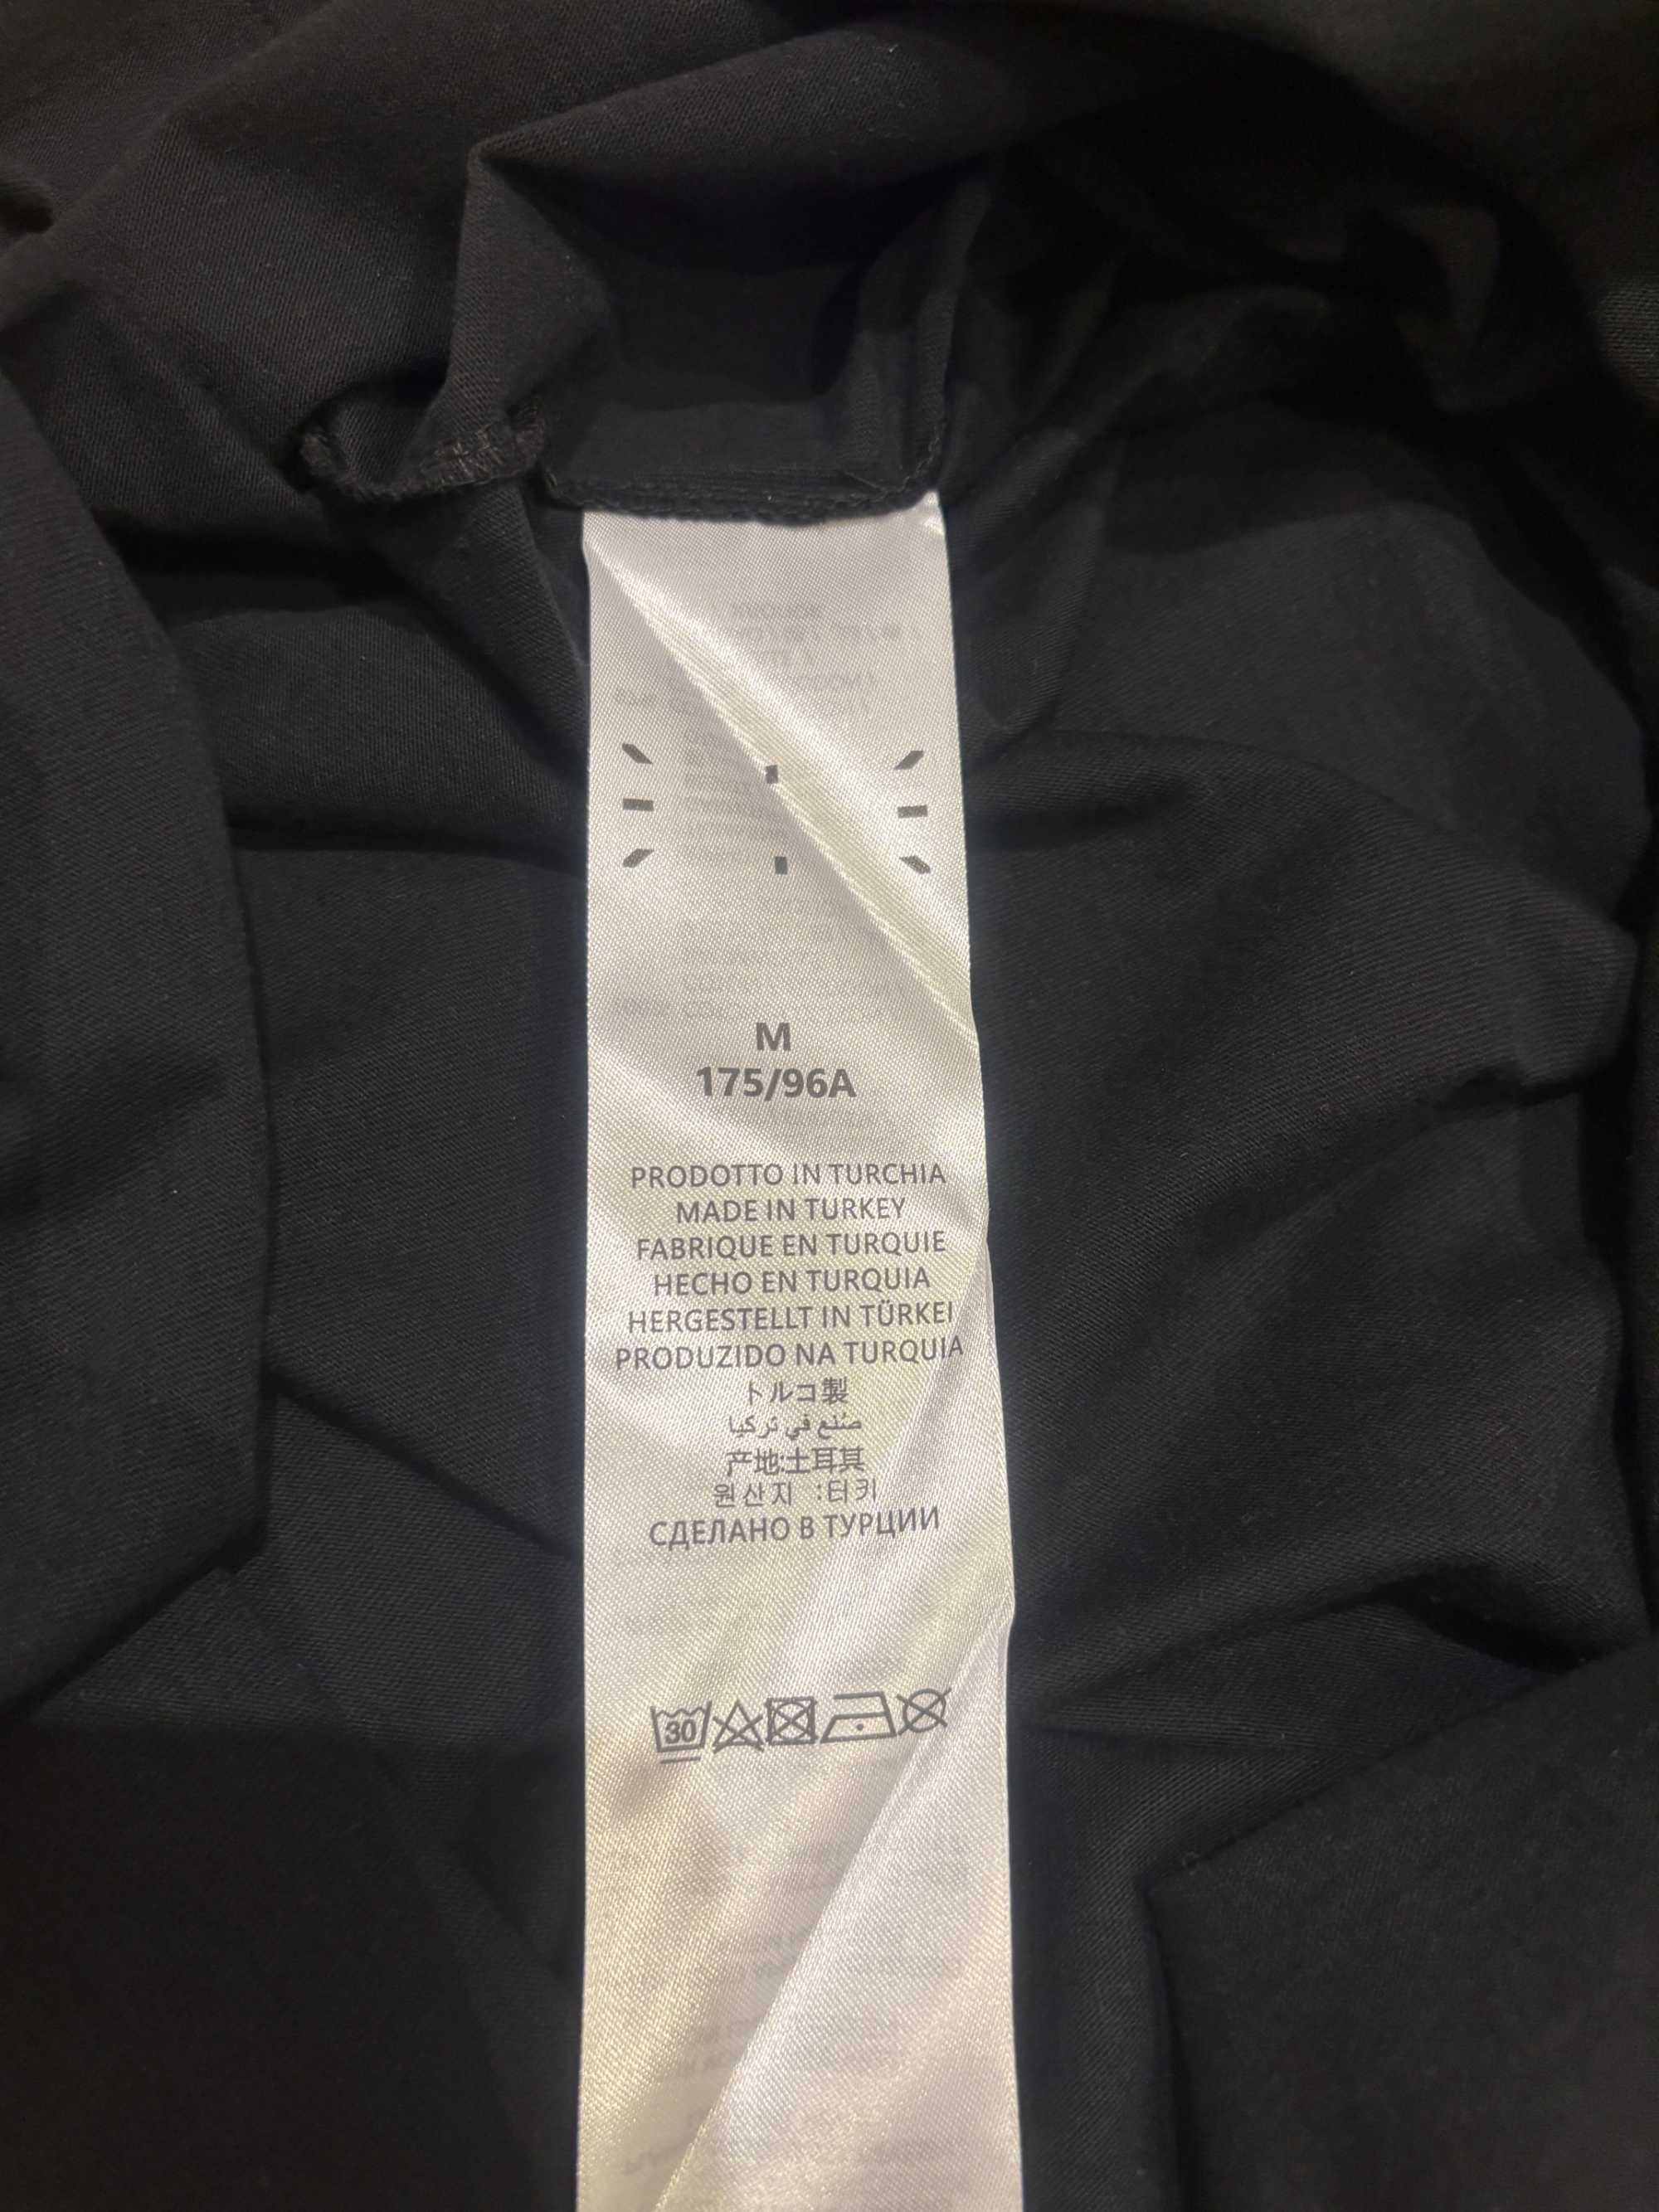 M
175/96A
PRODOTTO IN TURCHIA
MADE IN TURKEY
FABRIQUE EN TURQUIE
HECHO EN TURQUIA
HERGESTELLT IN TÜRKEI
PRODUZIDO NA TURQUIA
トルコ製
صُنع في تركيا
产地:土耳其
원산지 :터키
СДЕЛАНО В ТУРЦИИ
30